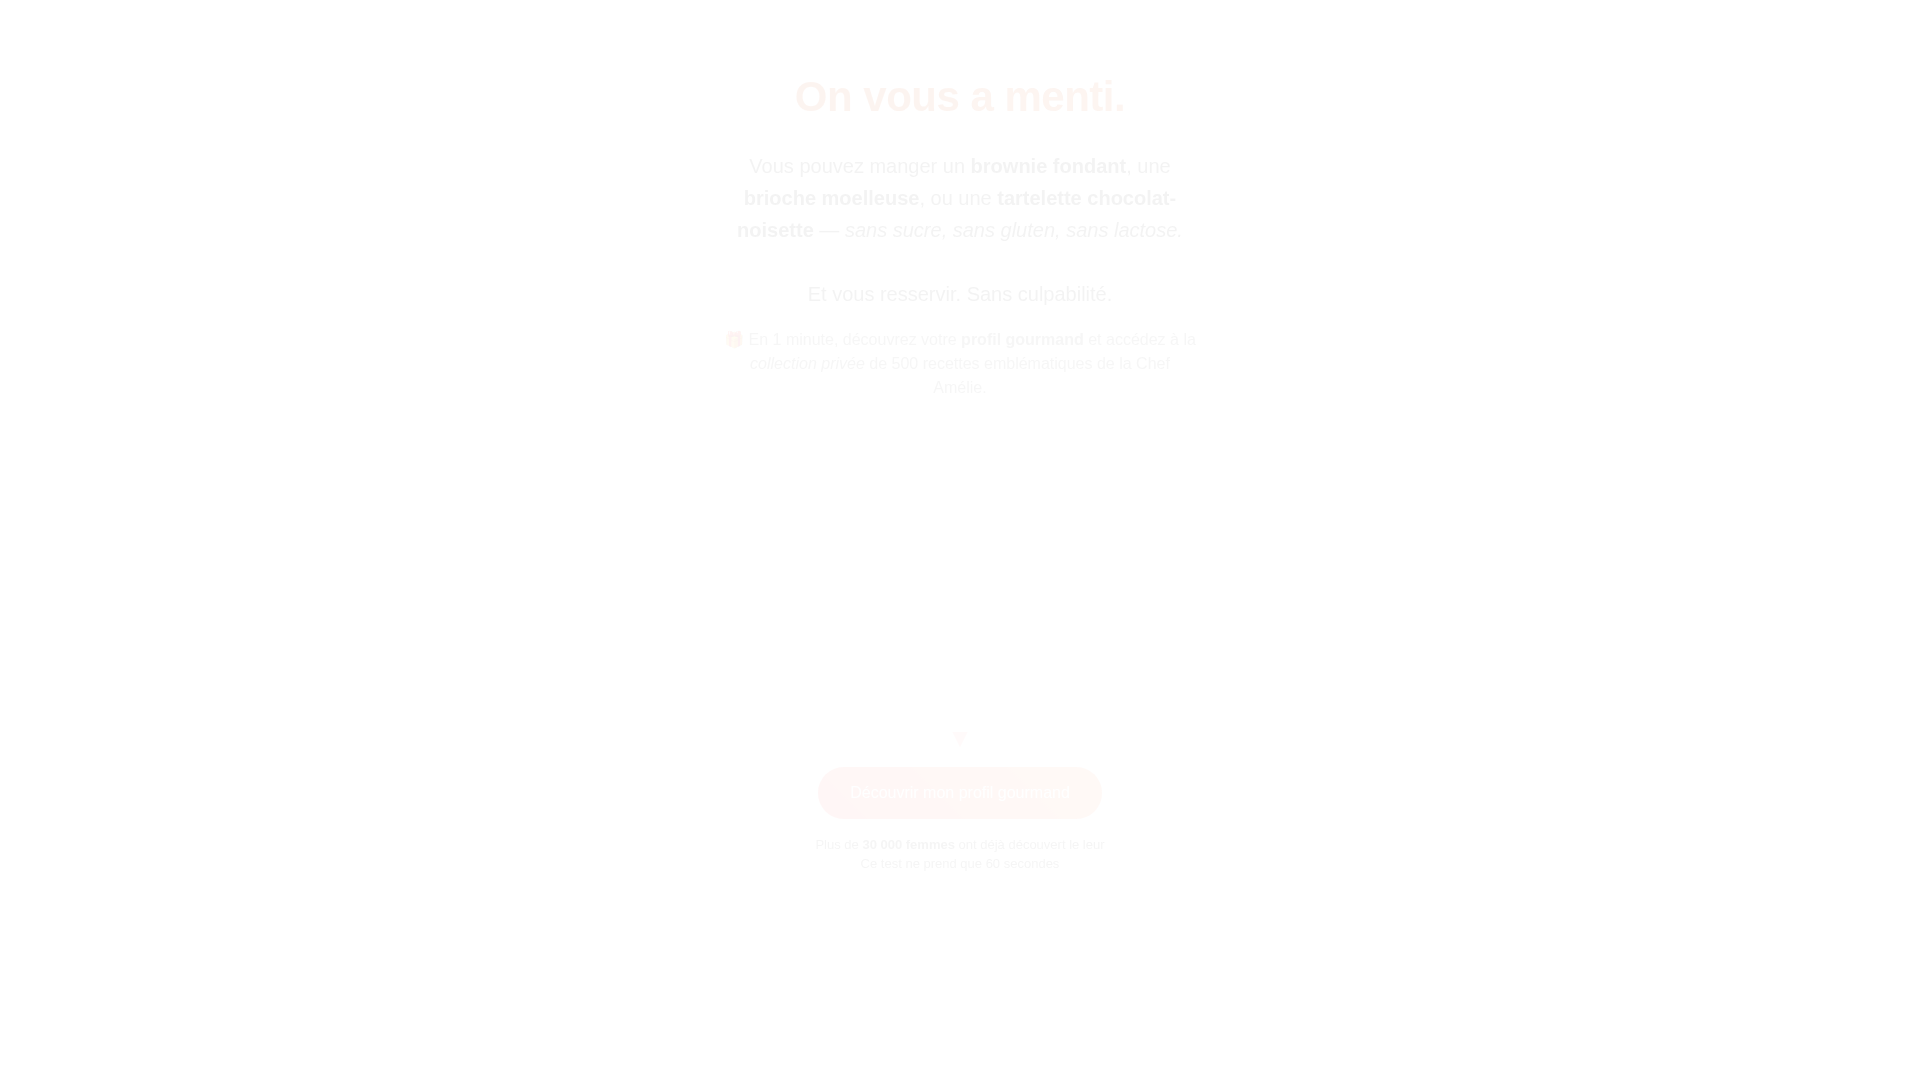 On vous a menti.
Vous pouvez manger un brownie fondant, une
brioche moelleuse, ou une tartelette chocolat-
noisette — sans sucre, sans gluten, sans lactose.
Et vous resservir. Sans culpabilité.
🎁 En 1 minute, découvrez votre profil gourmand et accedez à la
collection privée de 500 recettes emblematiques de la Chef
Amélie.
▼
Découvrir mon profil gourmand
Plus de 30 000 femmes ont déjà découvert le leur.
Ce test ne prend que 60 secondes.